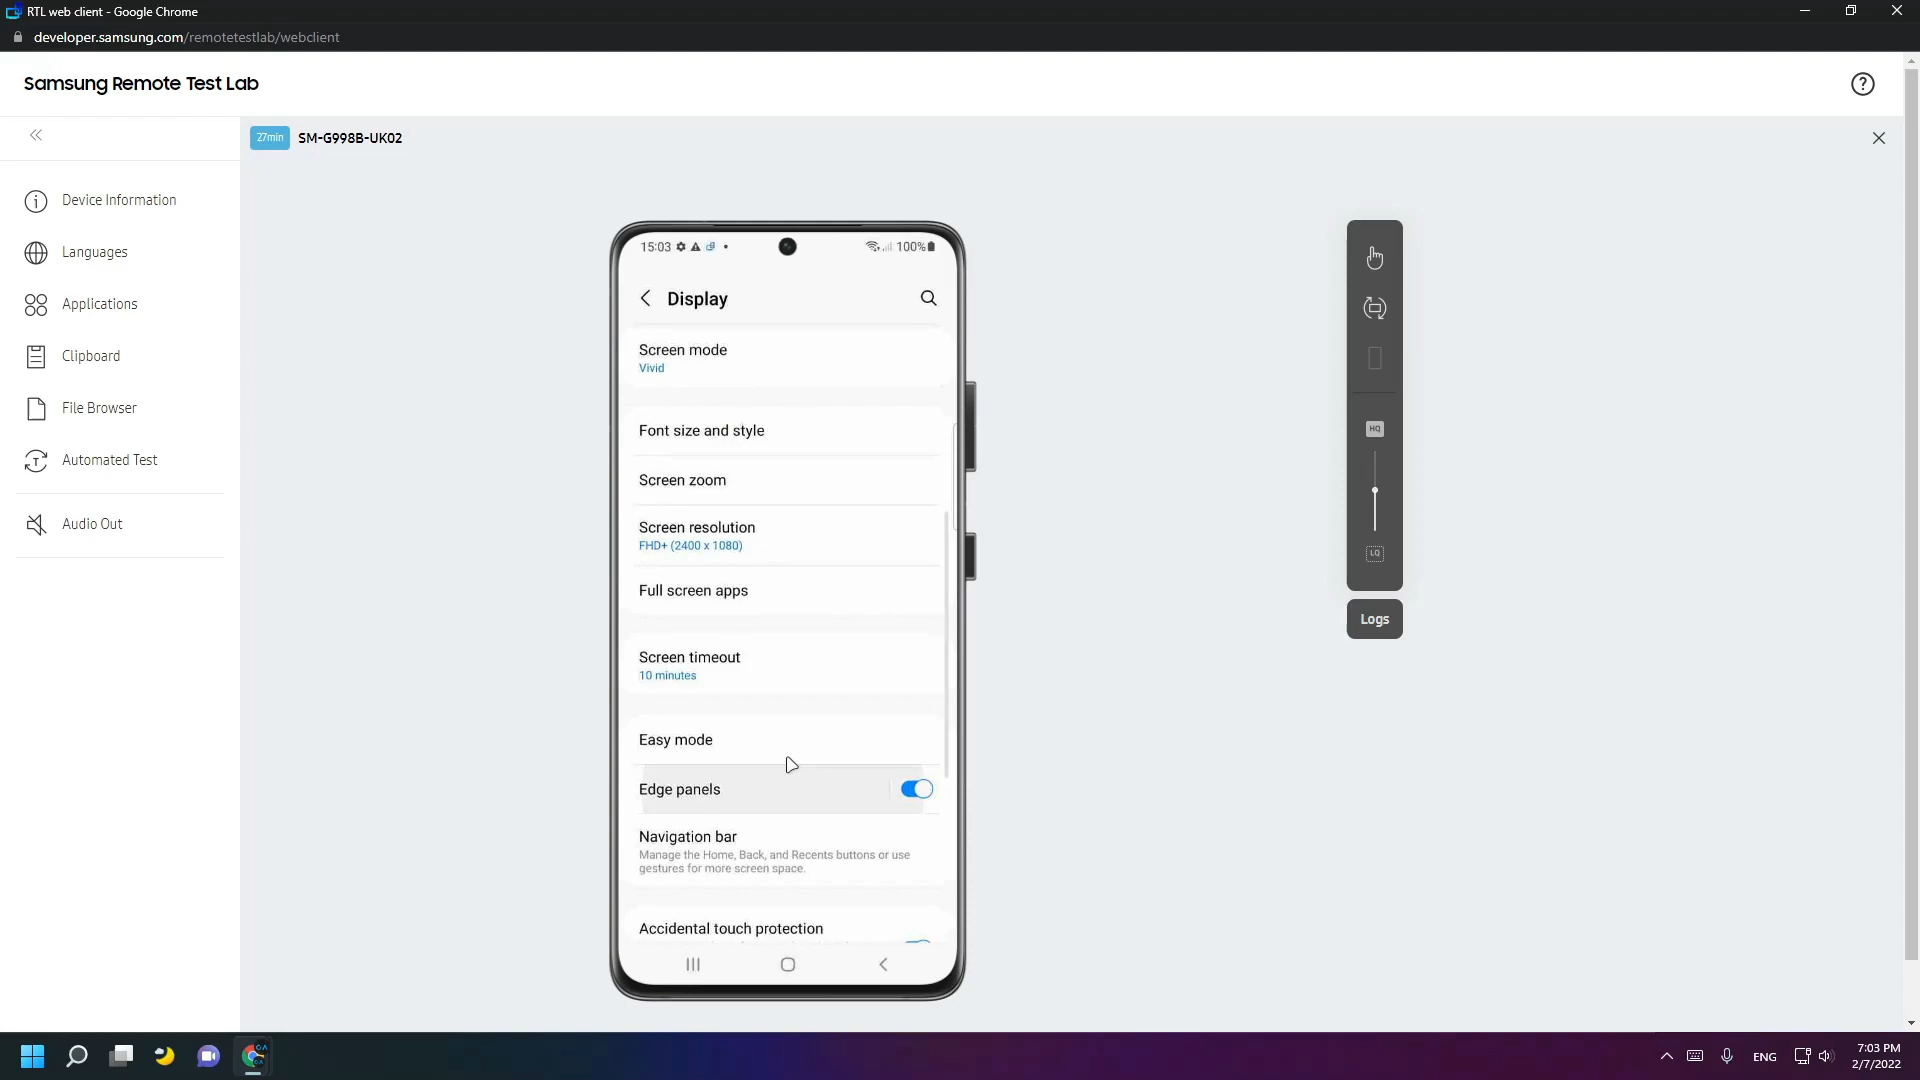 RTL web client - Google Chrome
developer.samsung.com/remotetestlab/webclient
Samsung Remote Test Lab
27min SM-G998B-UK02
Device Information
Languages
Applications
Clipboard
File Browser
Automated Test
Audio Out
15:03 100%
Display
Screen mode
Vivid
Font size and style
Screen zoom
Screen resolution
FHD+ (2400 x 1080)
Full screen apps
Screen timeout
10 minutes
Easy mode
Edge panels
Navigation bar
Manage the Home, Back, and Recents buttons or use
gestures for more screen space.
Accidental touch protection
HQ
LQ
Logs
ENG
7:03 PM
2/7/2022